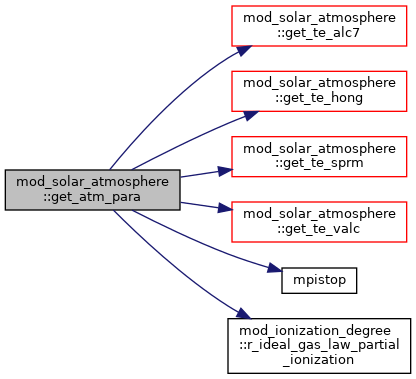 mod_solar_atmosphere
::get_atm_para
mod_solar_atmosphere
::get_te_alc7
mod_solar_atmosphere
::get_te_hong
mod_solar_atmosphere
::get_te_sprm
mod_solar_atmosphere
::get_te_valc
mpistop
mod_ionization_degree
::r_ideal_gas_law_partial
_ionization